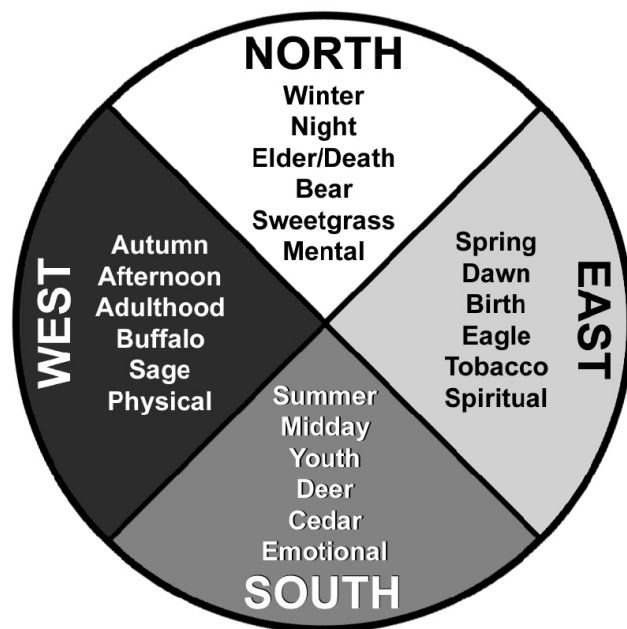 NORTH
Winter
Night
Elder/Death
Bear
Sweetgrass
Mental
WEST
Autumn
Afternoon
Adulthood
Buffalo
Sage
Physical
EAST
Spring
Dawn
Birth
Eagle
Tobacco
Spiritual
Summer
Midday
Youth
Deer
Cedar
Emotional
SOUTH